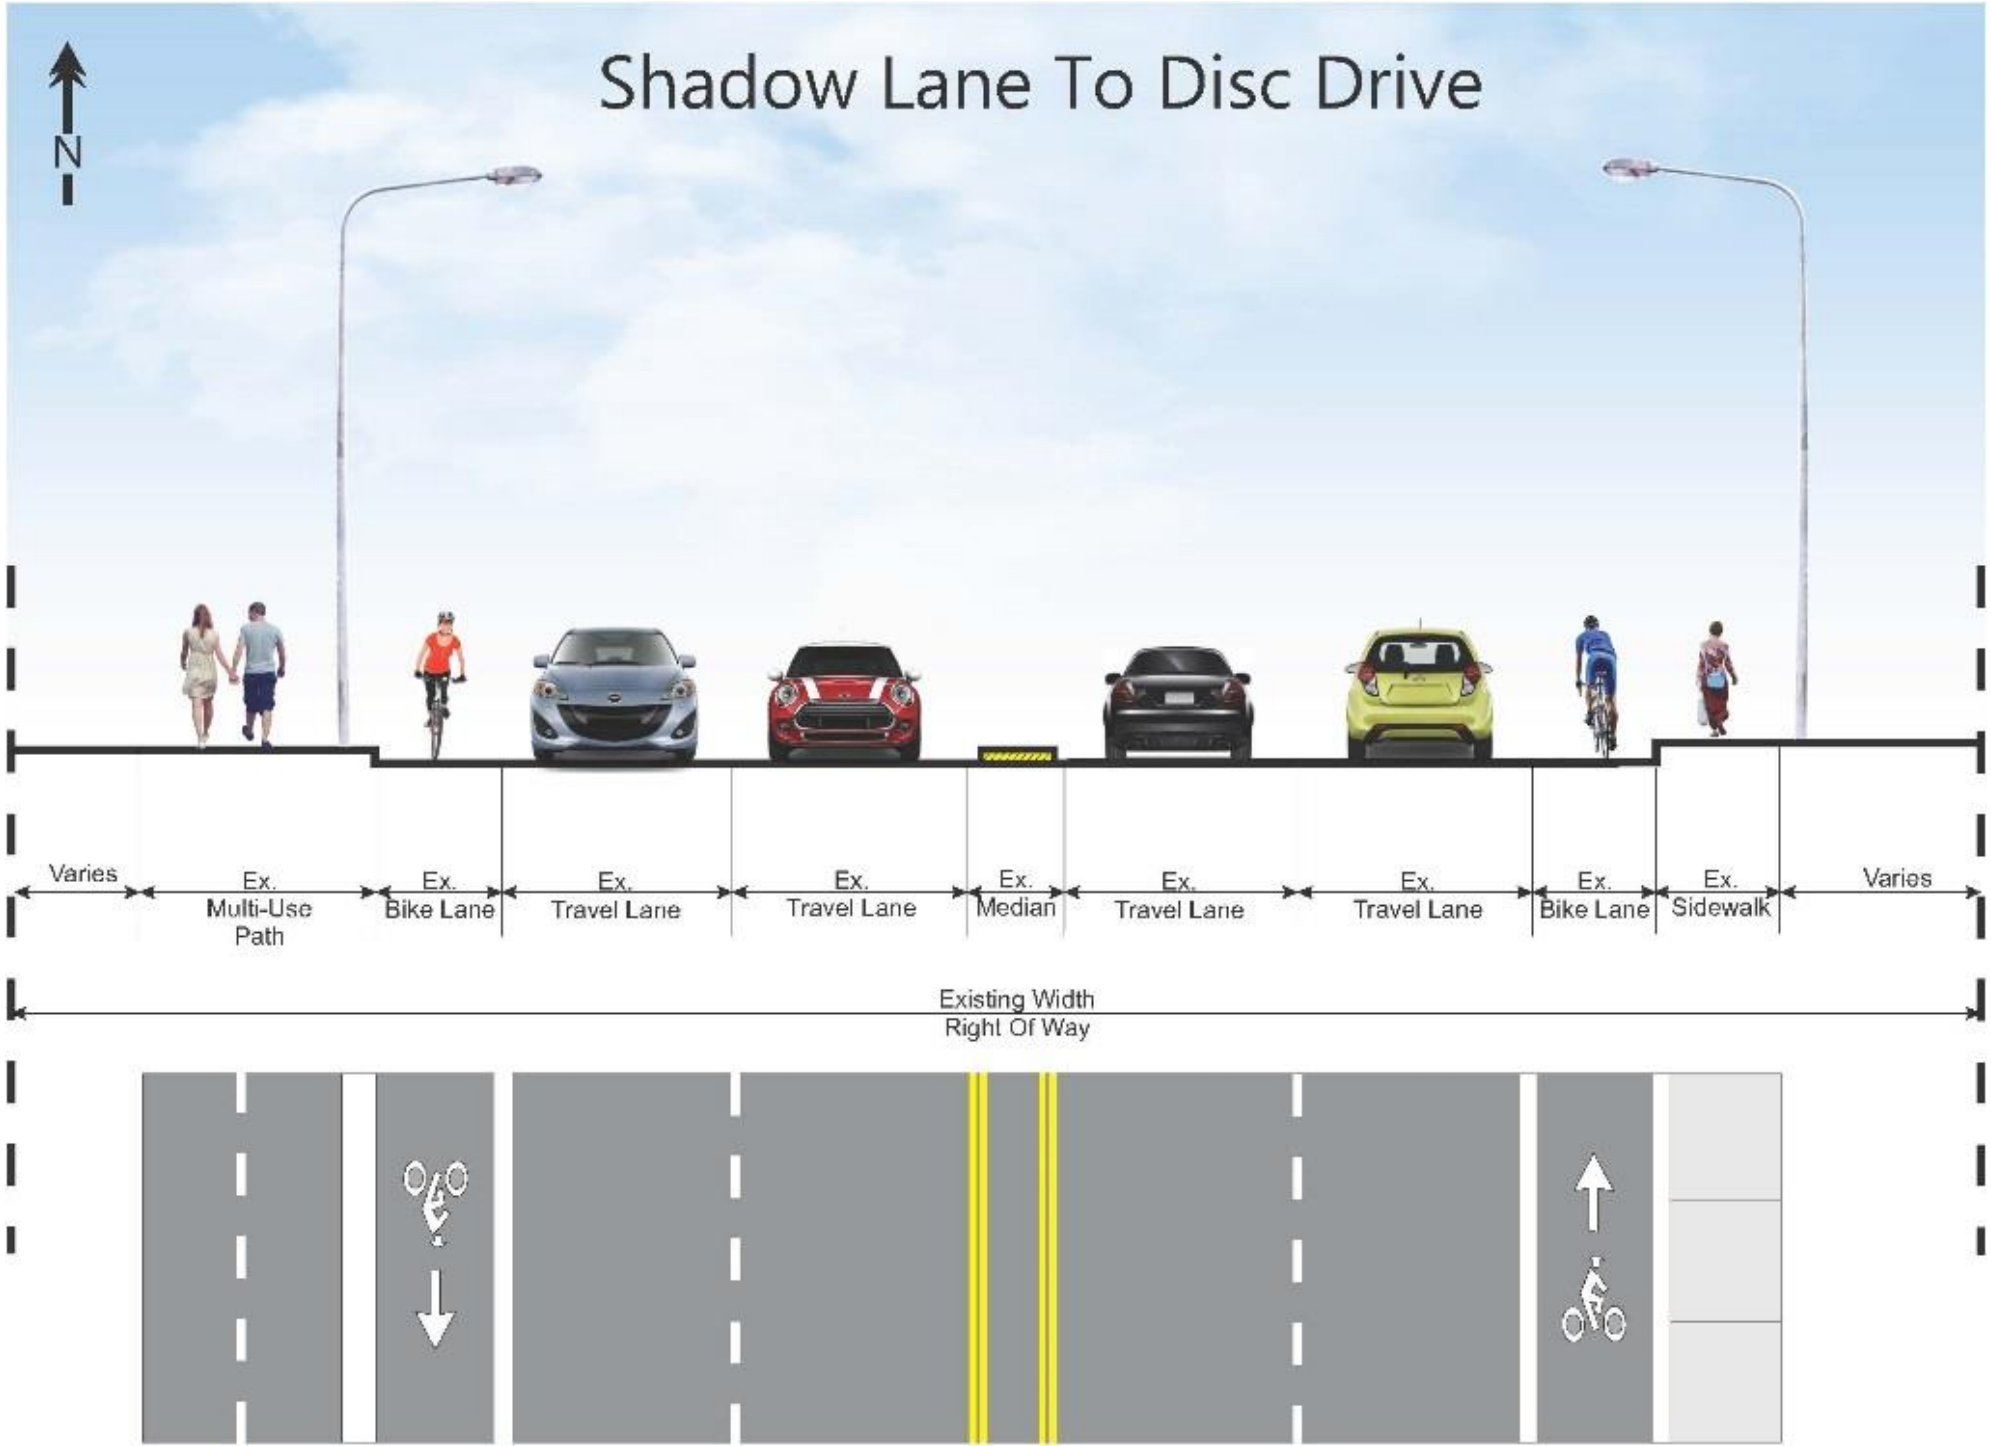 Shadow Lane To Disc Drive
N
Varies
Ex.
Multi-Use
Path
Ex.
Bike Lane
Ex.
Travel Lane
Ex.
Travel Lane
Ex.
Median
Ex.
Travel Lane
Ex.
Travel Lane
Ex.
Bike Lane
Ex.
Sidewalk
Varies
Existing Width
Right Of Way